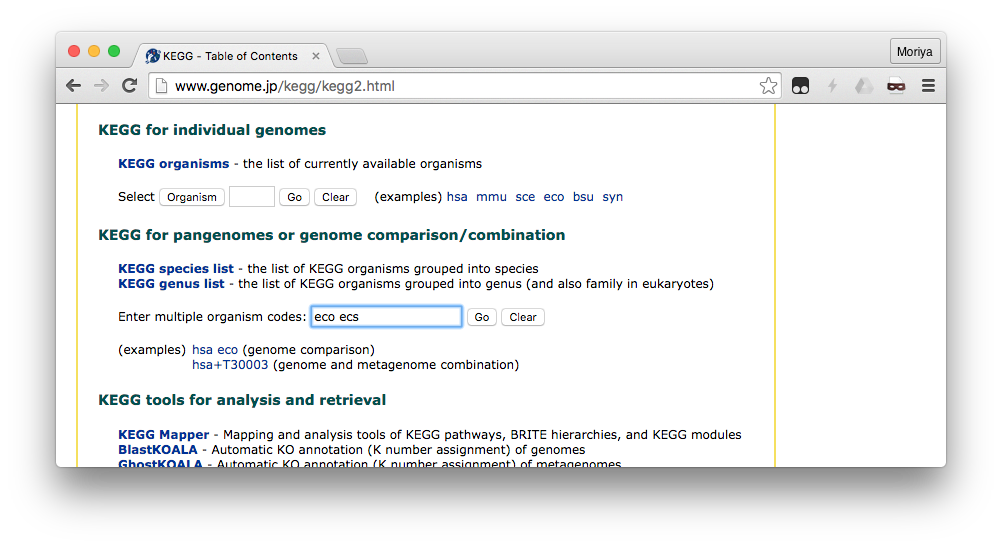 KEGG - Table of Contents
Moriya
www.genome.jp/kegg/kegg2.html
KEGG for individual genomes
KEGG organisms - the list of currently available organisms
Select Organism Go Clear (examples) hsa mmu sce eco bsu syn
KEGG for pangenomes or genome comparison/combination
KEGG species list - the list of KEGG organisms grouped into species
KEGG genus list - the list of KEGG organisms grouped into genus (and also family in eukaryotes)
Enter multiple organism codes: eco ecs Go Clear
(examples) hsa eco (genome comparison)
hsa+T30003 (genome and metagenome combination)
KEGG tools for analysis and retrieval
KEGG Mapper - Mapping and analysis tools of KEGG pathways, BRITE hierarchies, and KEGG modules
BlastKOALA - Automatic KO annotation (K number assignment) of genomes
GhostKOALA - Automatic KO annotation (K number assignment) of metagenomes